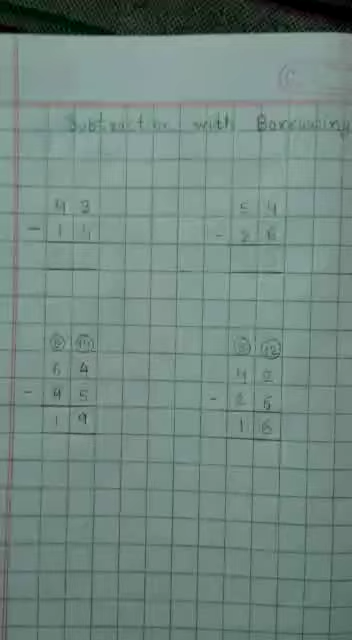 Subtraction with Borrowing
4 3
- 1 4
5 4
- 2 6
5 14
6 4
- 4 5
1 9
3 12
4 2
- 2 6
1 6